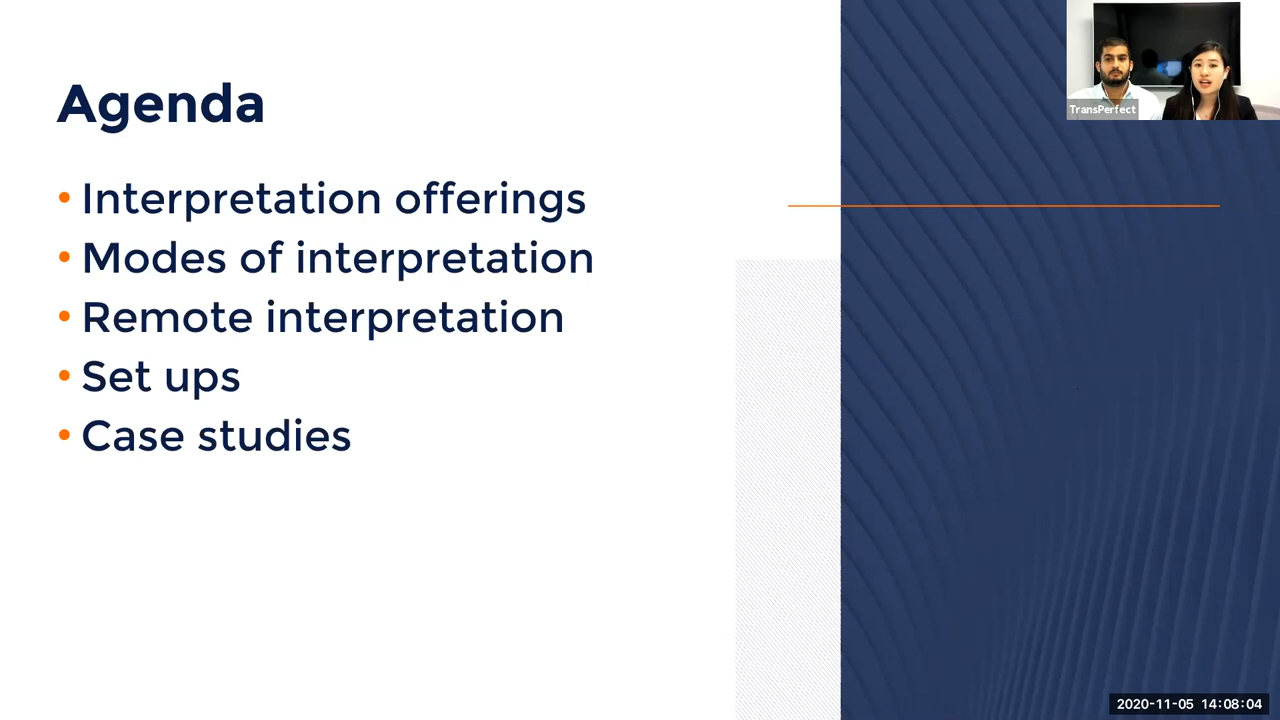 Agenda
• Interpretation offerings
• Modes of interpretation
• Remote interpretation
• Set ups
• Case studies
TransPerfect
2020-11-05 14:08:04